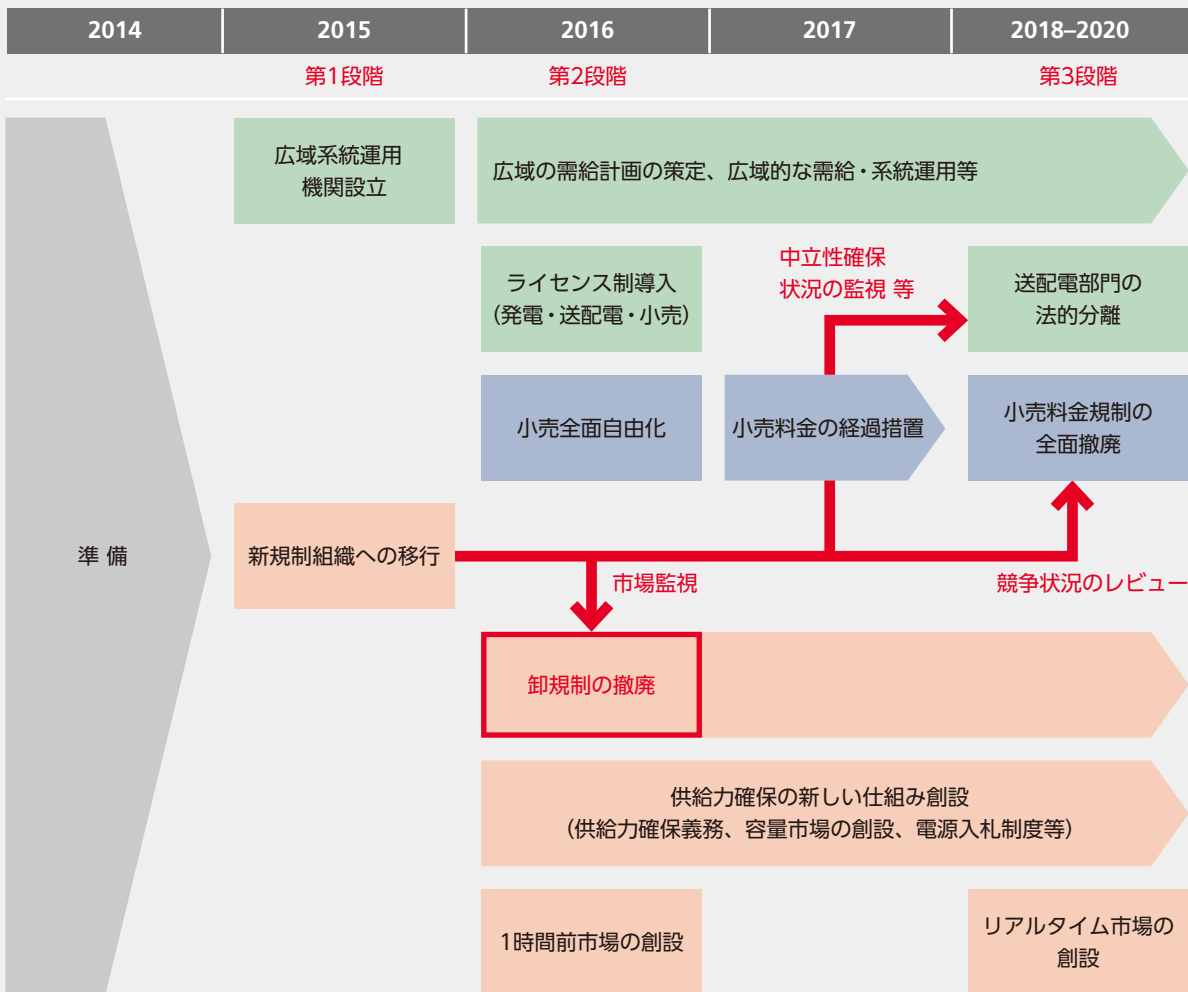 2014
2015
2016
2017
2018–2020
第1段階
第2段階
第3段階
広域系統運用
機関設立
広域の需給計画の策定、広域的な需給・系統運用等
ライセンス制導入
(発電・送配電・小売)
中立性確保
状況の監視 等
送配電部門の
法的分離
小売全面自由化
小売料金の経過措置
小売料金規制の
全面撤廃
準 備
新規制組織への移行
市場監視
競争状況のレビュー
卸規制の撤廃
供給力確保の新しい仕組み創設
(供給力確保義務、容量市場の創設、電源入札制度等)
1時間前市場の創設
リアルタイム市場の
創設